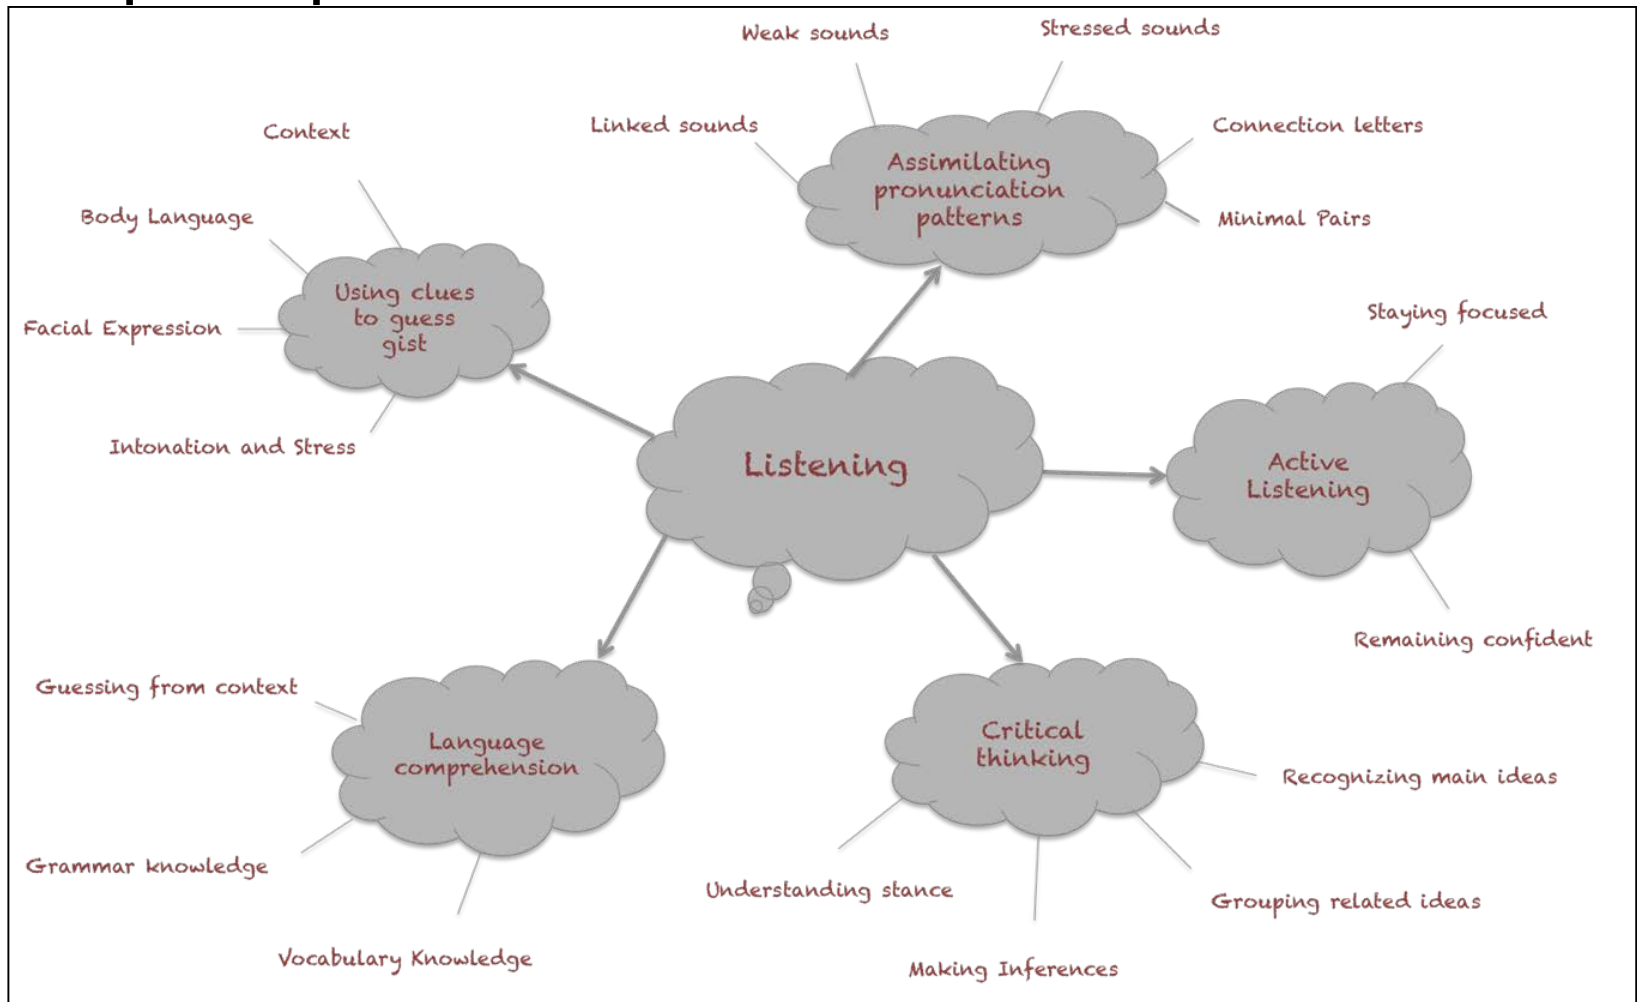 Weak sounds
Stressed sounds
Linked sounds
Connection letters
Minimal Pairs
Assimilating
pronunciation
patterns
Context
Body Language
Facial Expression
Intonation and Stress
Using clues
to guess
gist
Listening
Staying focused
Active
Listening
Remaining confident
Guessing from context
Language
comprehension
Grammar knowledge
Vocabulary Knowledge
Critical
thinking
Recognizing main ideas
Grouping related ideas
Understanding stance
Making Inferences